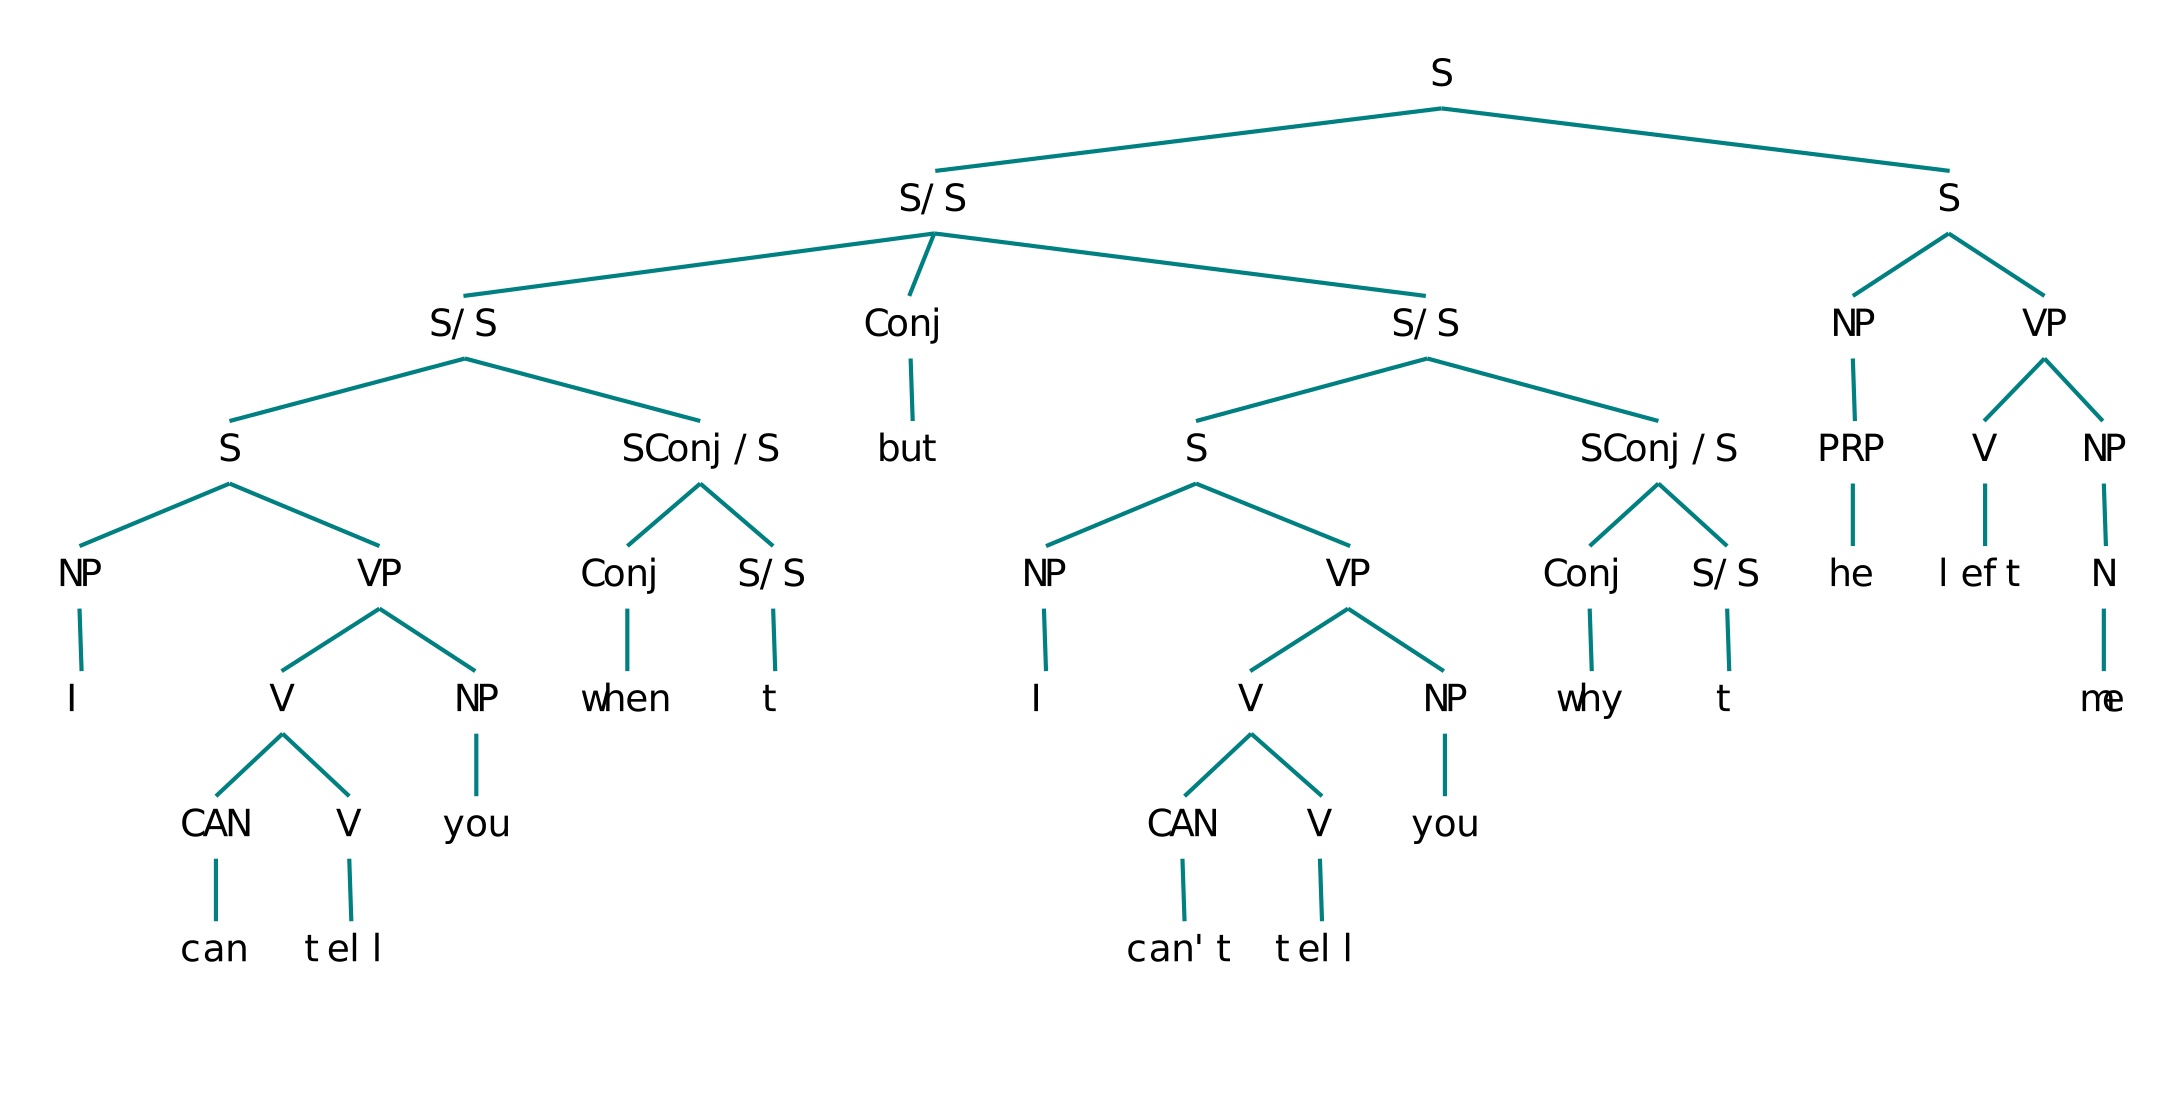 S
S/S S
S/S Conj S/S NP VP
S SConj/S but S SConj/S PRP V NP
NP VP Conj S/S NP VP Conj S/S he left N
I V NP when t I V NP why t me
CAN V you CAN V you
can tell can't tell